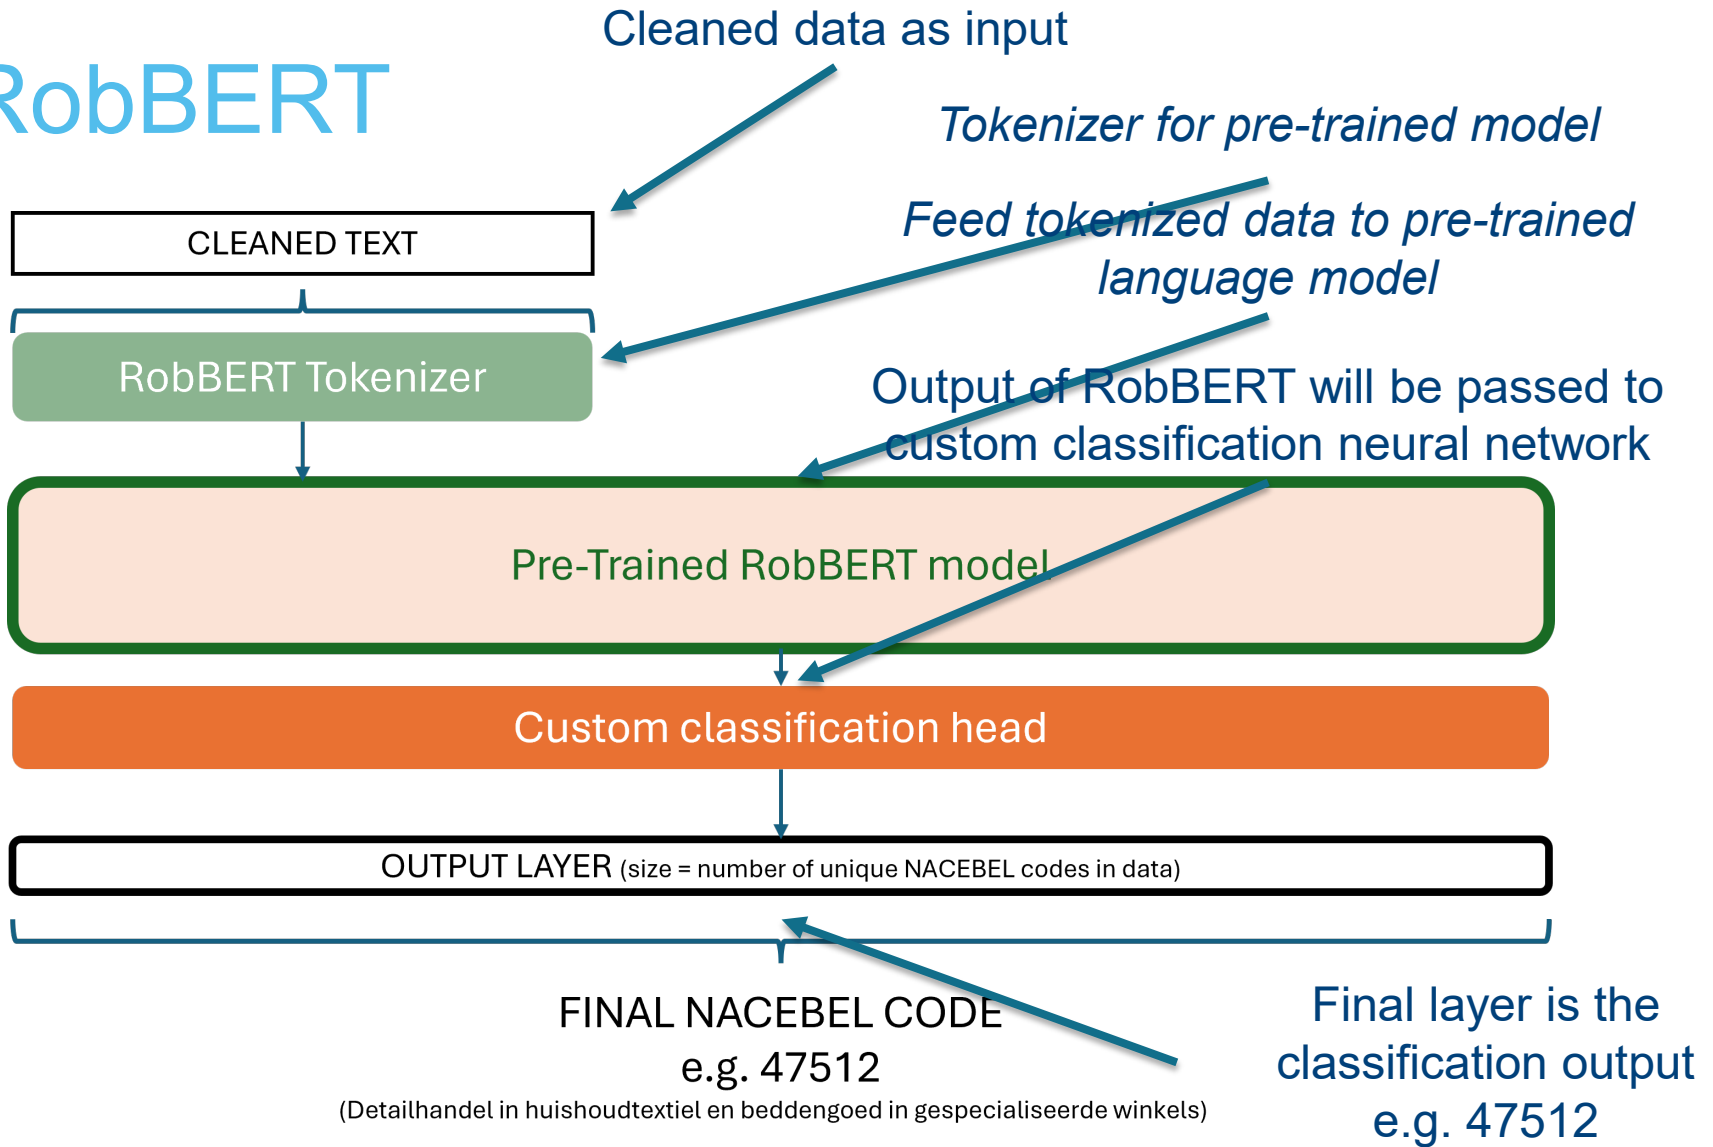 Cleaned data as input
RobBERT
Tokenizer for pre-trained model
Feed tokenized data to pre-trained
language model
CLEANED TEXT
RobBERT Tokenizer
Output of RobBERT will be passed to
custom classification neural network
Pre-Trained RobBERT model
Custom classification head
OUTPUT LAYER (size = number of unique NACEBEL codes in data)
FINAL NACEBEL CODE
e.g. 47512
(Detailhandel in huishoudtextiel en beddengoed in gespecialiseerde winkels)
Final layer is the
classification output
e.g. 47512